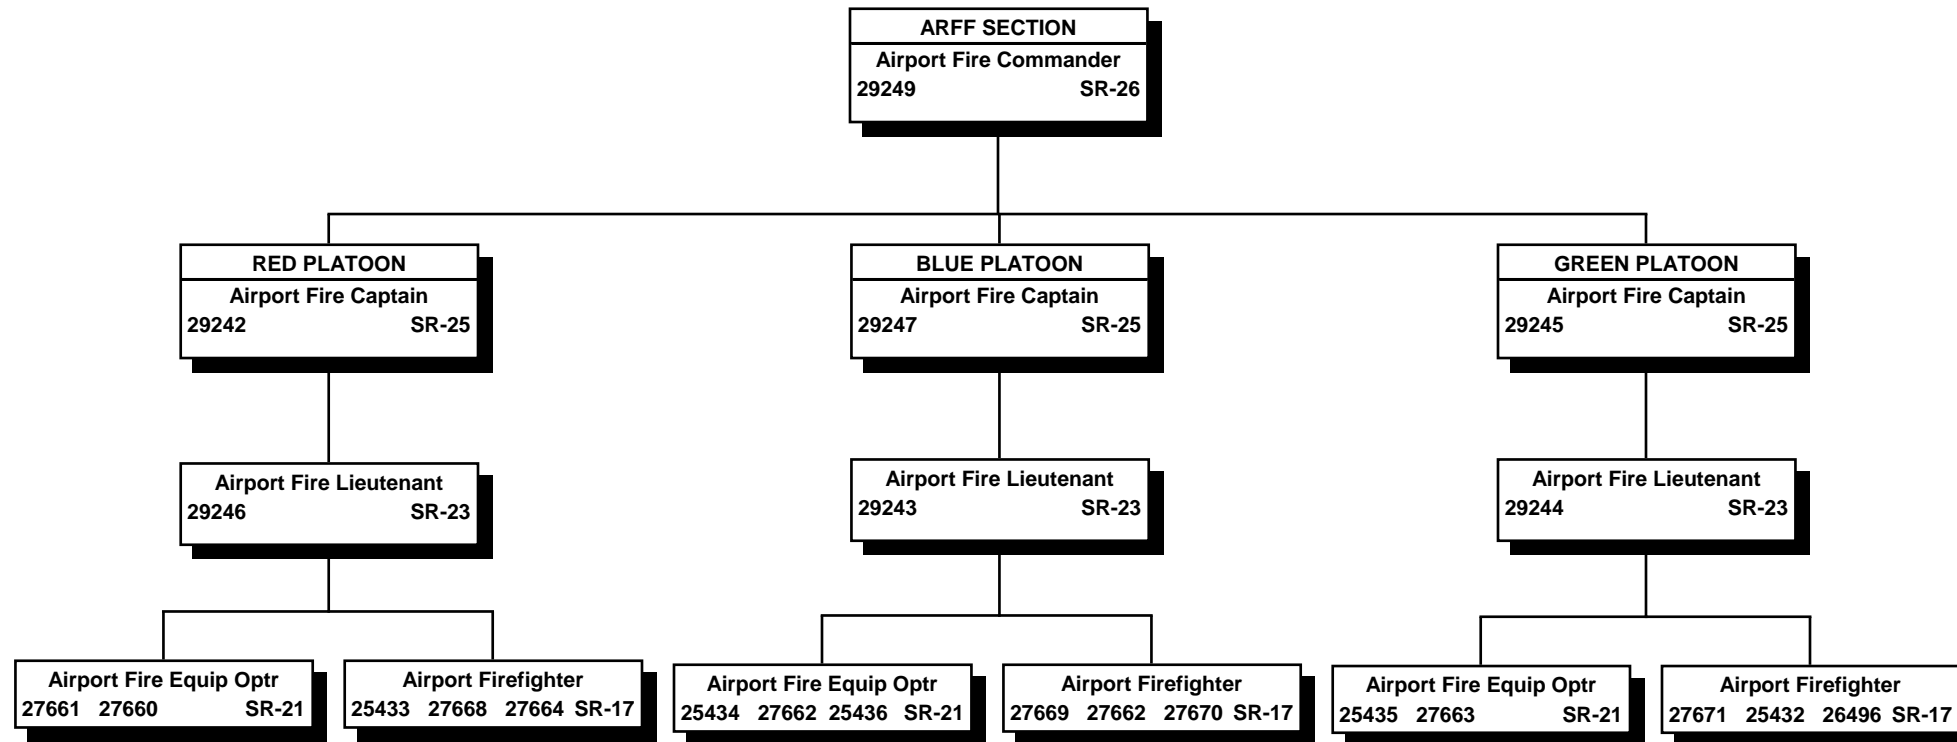 ARFF SECTION
Airport Fire Commander
29249 SR-26
RED PLATOON
Airport Fire Captain
29242 SR-25
BLUE PLATOON
Airport Fire Captain
29247 SR-25
GREEN PLATOON
Airport Fire Captain
29245 SR-25
Airport Fire Lieutenant
29246 SR-23
Airport Fire Lieutenant
29243 SR-23
Airport Fire Lieutenant
29244 SR-23
Airport Fire Equip Optr
27661 27660 SR-21
Airport Firefighter
25433 27668 27664 SR-17
Airport Fire Equip Optr
25434 27662 25436 SR-21
Airport Firefighter
27669 27662 27670 SR-17
Airport Fire Equip Optr
25435 27663 SR-21
Airport Firefighter
27671 25432 26496 SR-17